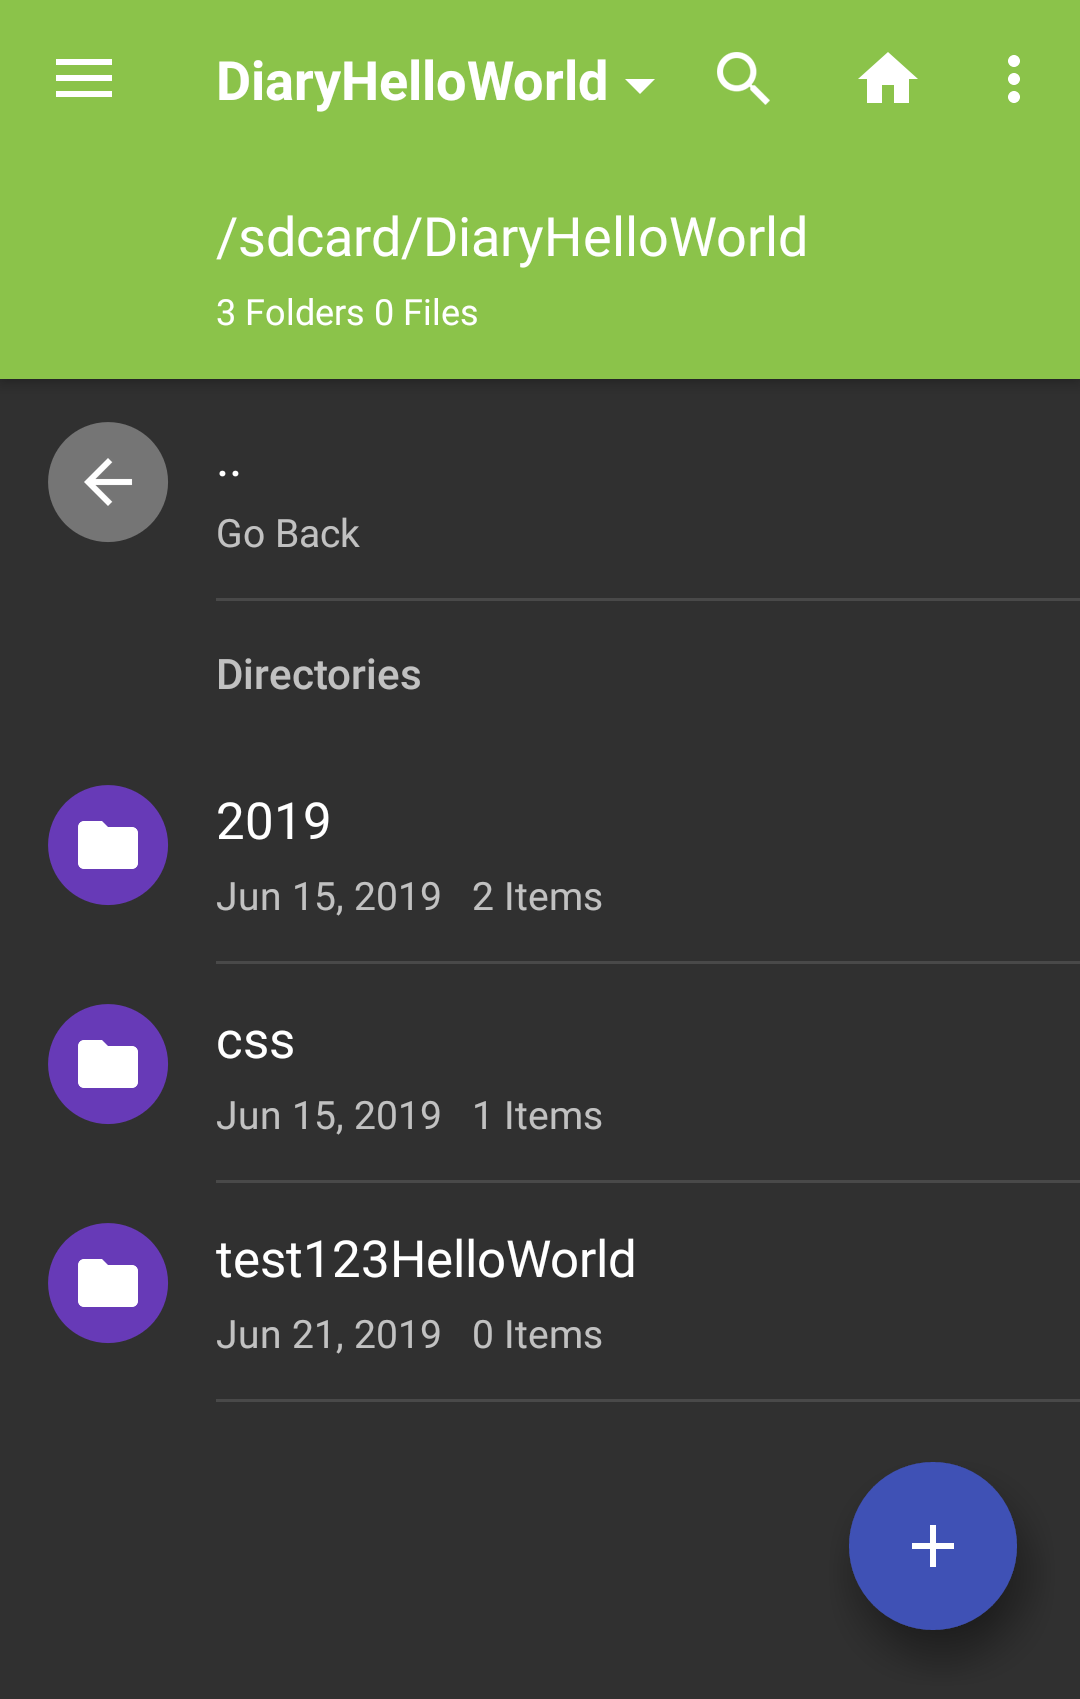 DiaryHelloWorld
/sdcard/DiaryHelloWorld
3 Folders 0 Files
..
Go Back
Directories
2019
Jun 15, 2019 2 Items
css
Jun 15, 2019 1 Items
test123HelloWorld
Jun 21, 2019 0 Items